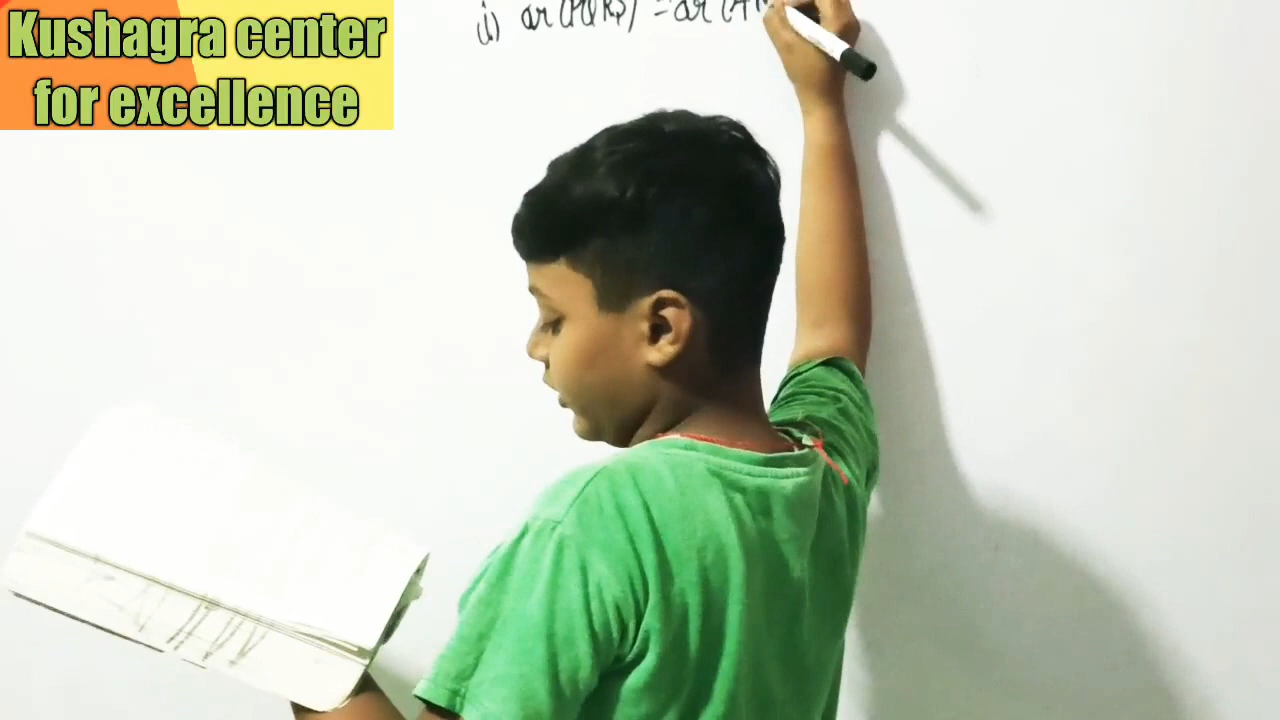 Kushagra center
for excellence
i) ar (PQRS) = ar (A